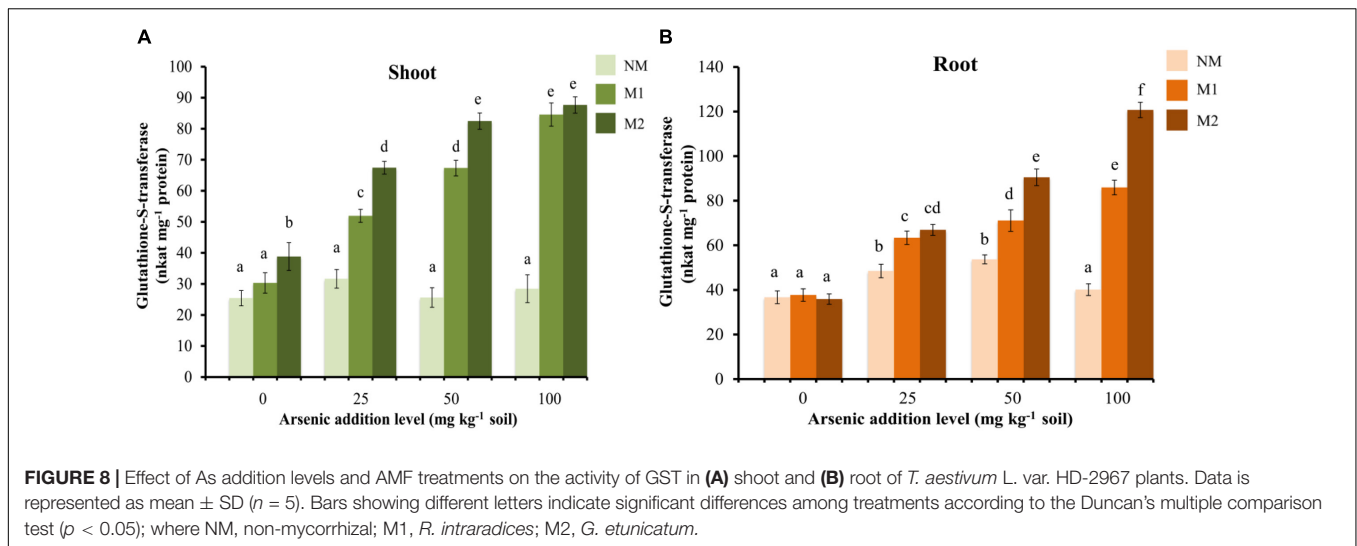 A
Shoot
NM
M1
M2
Glutathione-S-transferase
(nkat mg⁻¹ protein)
100
90
80
70
60
50
40
30
20
10
0
a a b
a c d
a d e
a e e
0 25 50 100
Arsenic addition level (mg kg⁻¹ soil)
B
Root
NM
M1
M2
Glutathione-S-transferase
(nkat mg⁻¹ protein)
140
120
100
80
60
40
20
0
a a a
b c cd
b d e
a e f
0 25 50 100
Arsenic addition level (mg kg⁻¹ soil)
FIGURE 8 | Effect of As addition levels and AMF treatments on the activity of GST in (A) shoot and (B) root of T. aestivum L. var. HD-2967 plants. Data is
represented as mean ± SD (n = 5). Bars showing different letters indicate significant differences among treatments according to the Duncan's multiple comparison
test (p < 0.05); where NM, non-mycorrhizal; M1, R. intraradices; M2, G. etunicatum.